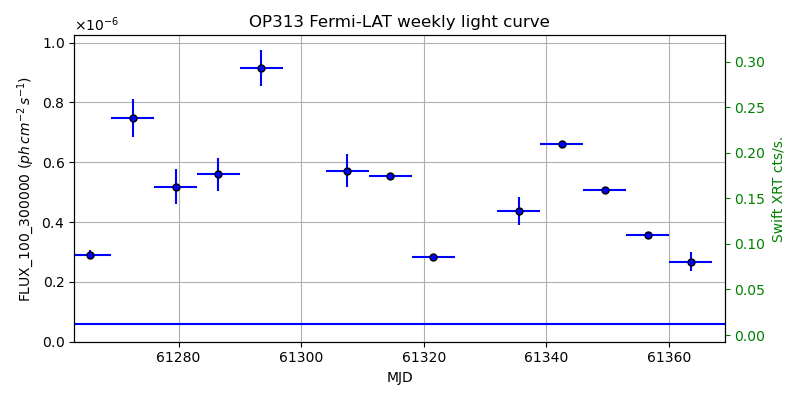 OP313 Fermi-LAT weekly light curve
×10⁻⁶
FLUX_100_300000 (ph cm⁻² s⁻¹)
1.0
0.8
0.6
0.4
0.2
0.0
61280 61300 61320 61340 61360
MJD
0.30
0.25
0.20
0.15
0.10
0.05
0.00
Swift XRT cts/s.